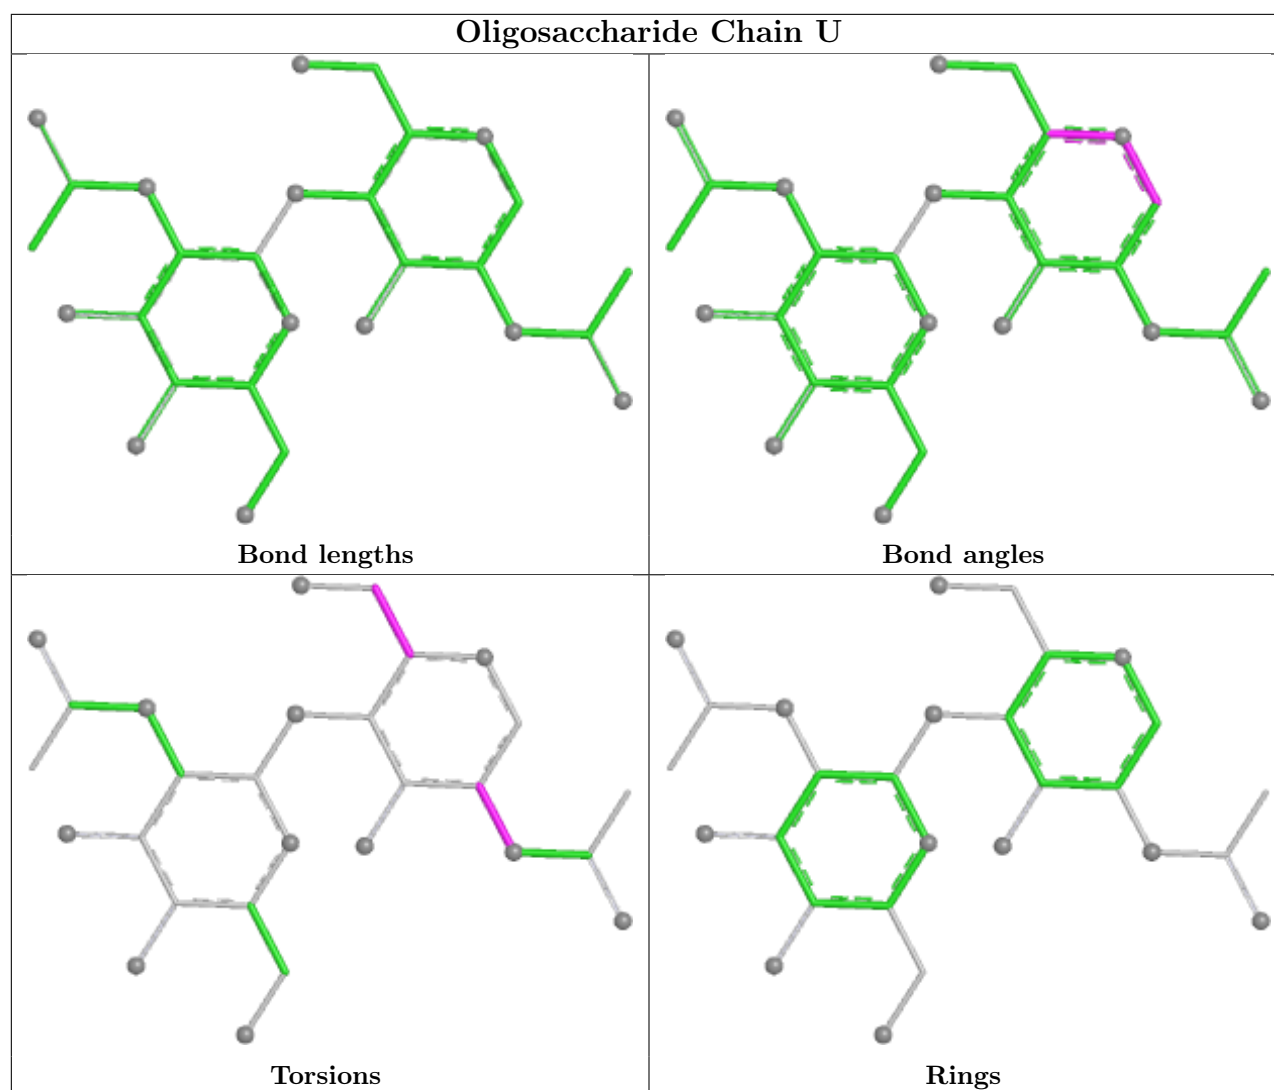 Oligosaccharide Chain U
Bond lengths
Bond angles
Torsions
Rings